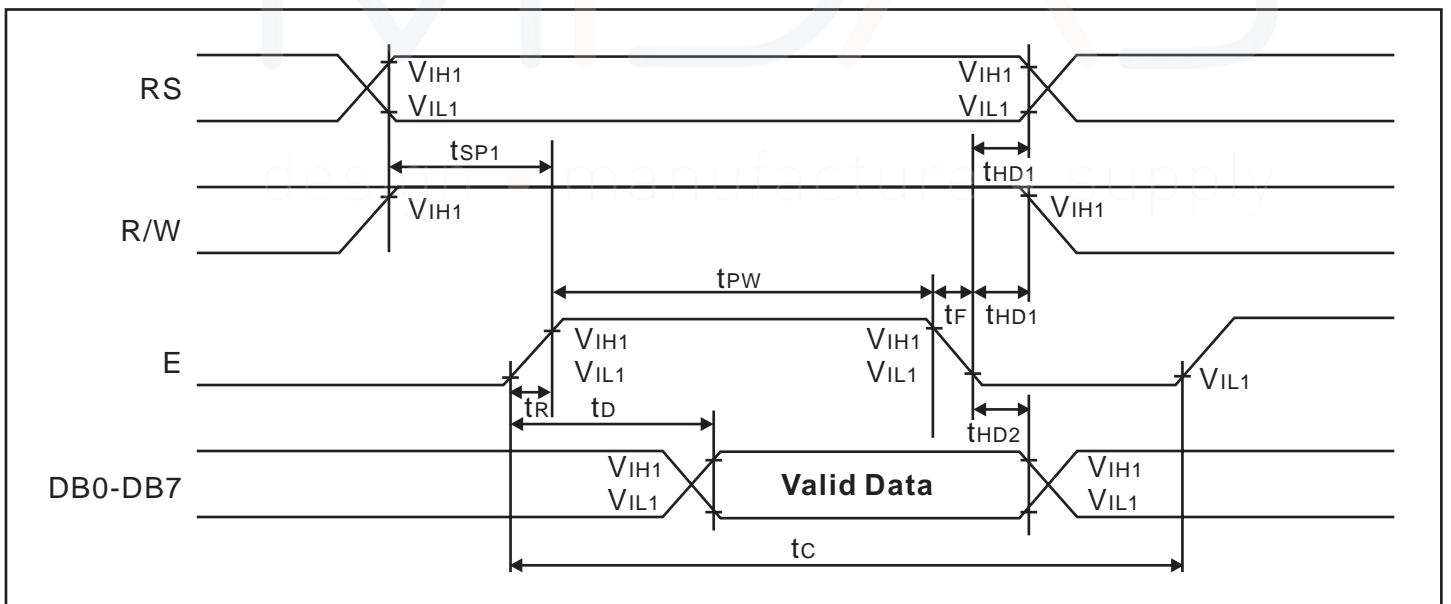 MIDAS
design • manufacture • supply
RS
VIH1
VIL1
VIH1
VIL1
tSP1
tHD1
R/W
VIH1
VIH1
tPW
tF
tHD1
E
VIH1
VIL1
VIH1
VIL1
VIL1
tR
tD
tHD2
DB0-DB7
VIH1
VIL1
Valid Data
VIH1
VIL1
tC